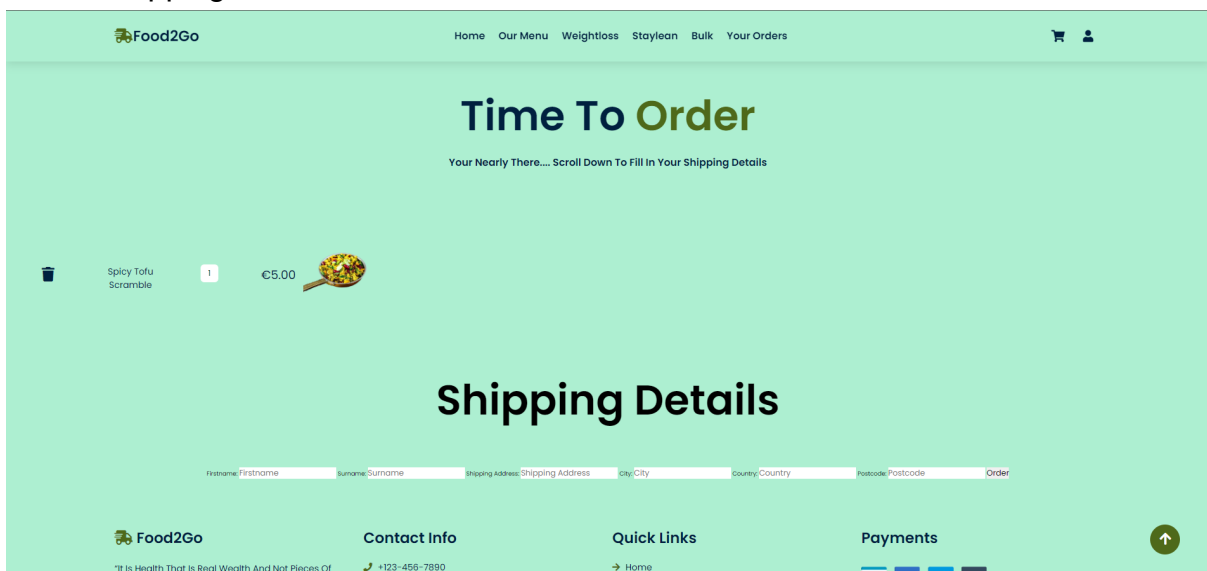 Food2Go
Home Our Menu Weightloss Staylean Bulk Your Orders
Time To Order
Your Nearly There.... Scroll Down To Fill In Your Shipping Details
Spicy Tofu
Scramble
1
€5.00
Shipping Details
Firstname: Firstname Surname: Surname Shipping Address: Shipping Address City: City Country: Country Postcode: Postcode Order
Food2Go
Contact Info
Quick Links
Payments
"It Is Health That Is Real Wealth And Not Pieces Of
+123-456-7890
Home